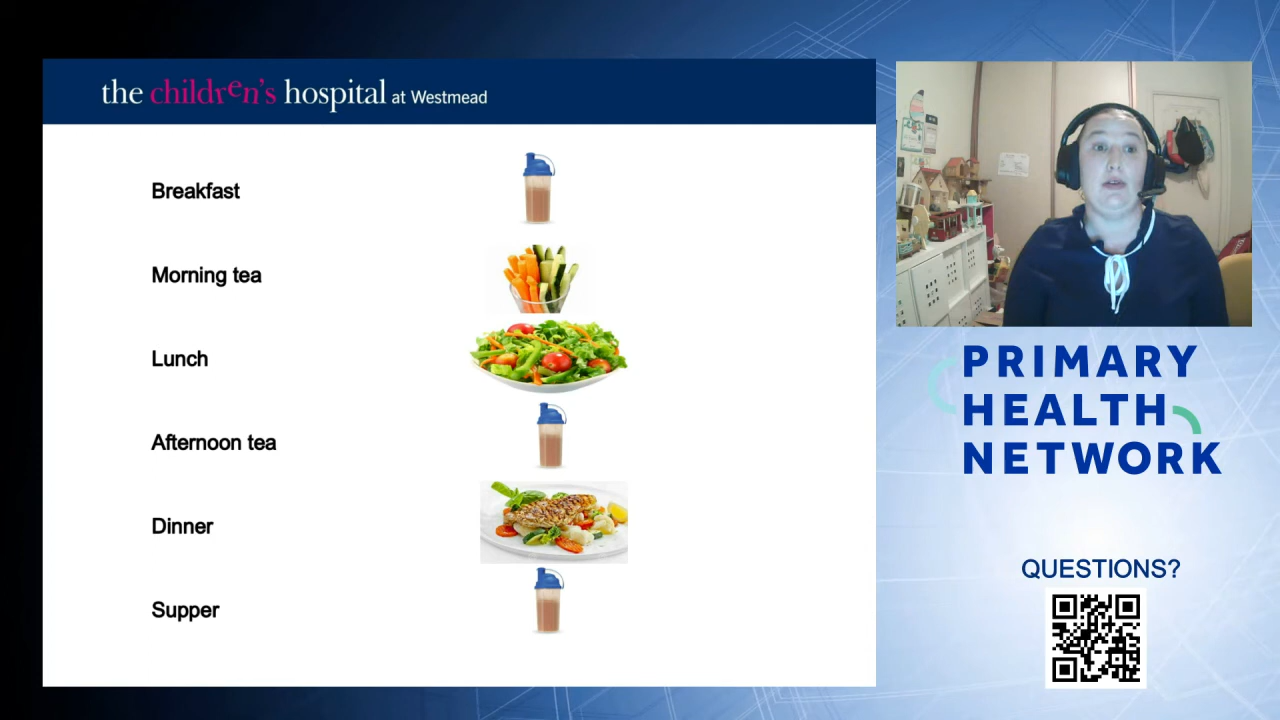 the children's hospital at Westmead
Breakfast
Morning tea
Lunch
Afternoon tea
Dinner
Supper
PRIMARY
HEALTH
NETWORK
QUESTIONS?